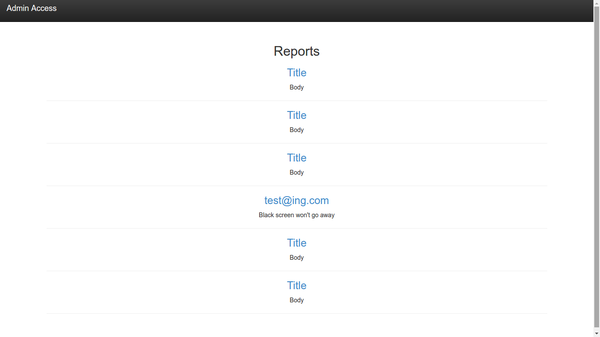 Admin Access
Reports
Title
Body
Title
Body
Title
Body
test@ing.com
Black screen won't go away
Title
Body
Title
Body